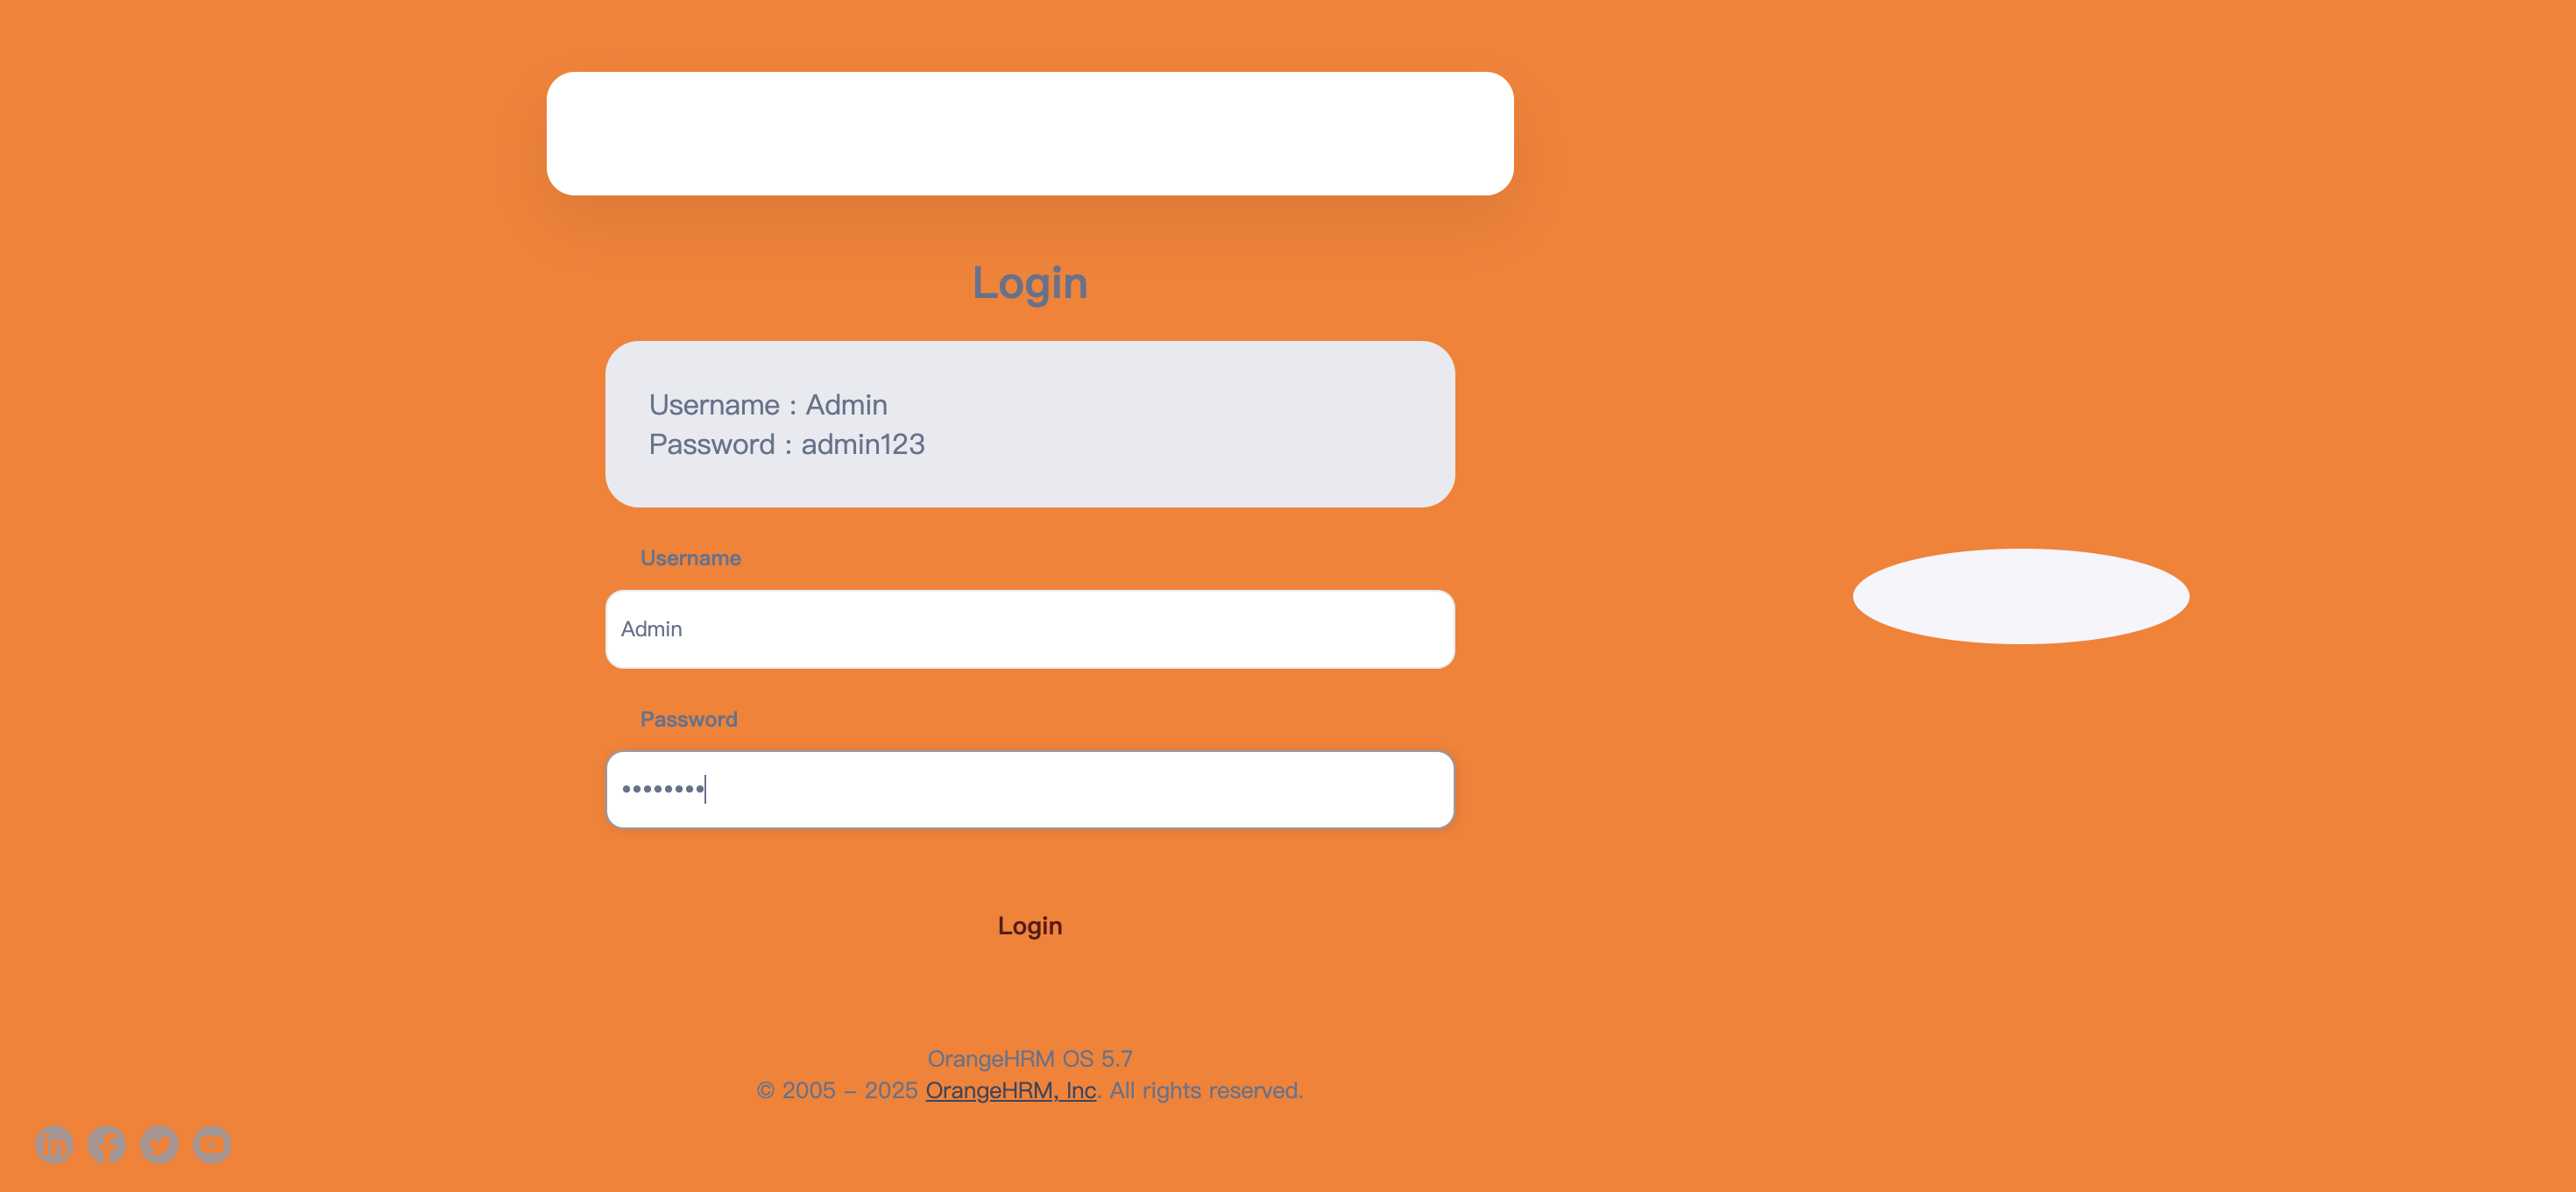 Login
Username : Admin
Password : admin123
Username
Admin
Password
••••••••
Login
OrangeHRM OS 5.7
© 2005 – 2025 OrangeHRM, Inc. All rights reserved.